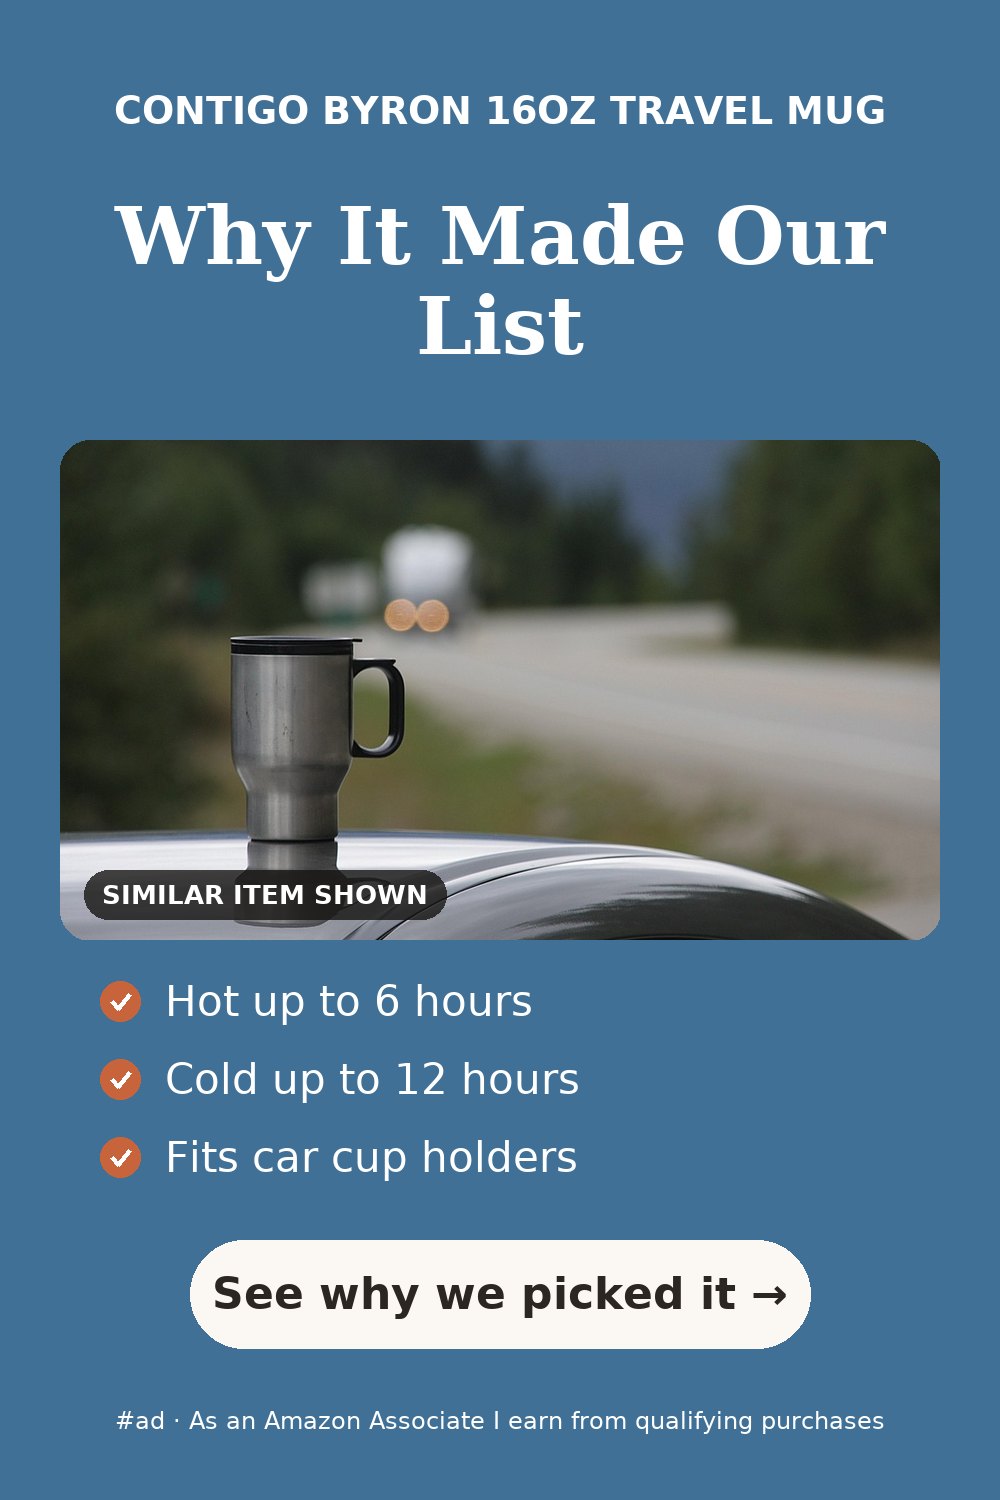 CONTIGO BYRON 16OZ TRAVEL MUG
Why It Made Our
List
SIMILAR ITEM SHOWN
Hot up to 6 hours
Cold up to 12 hours
Fits car cup holders
See why we picked it →
#ad · As an Amazon Associate I earn from qualifying purchases